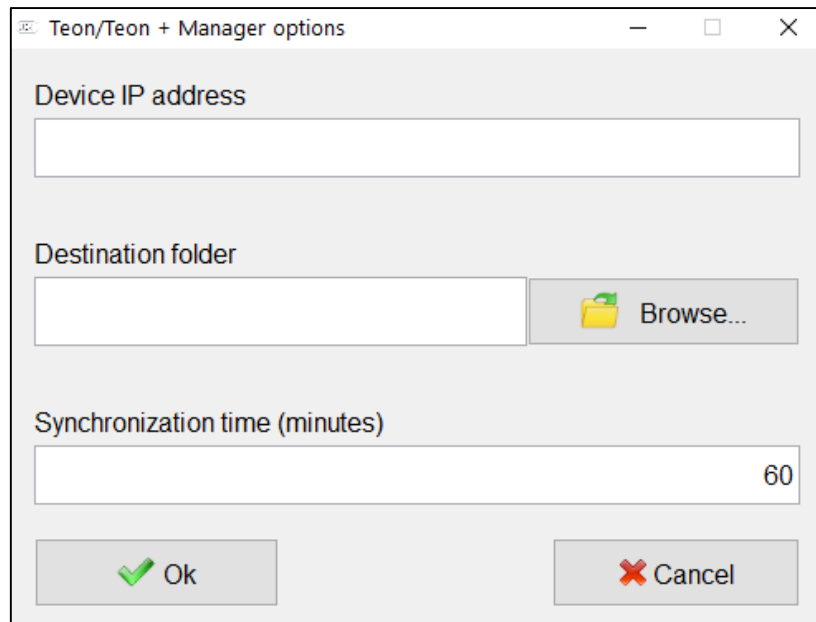 Teon/Teon + Manager options
Device IP address
Destination folder
Browse...
Synchronization time (minutes)
60
Ok
Cancel